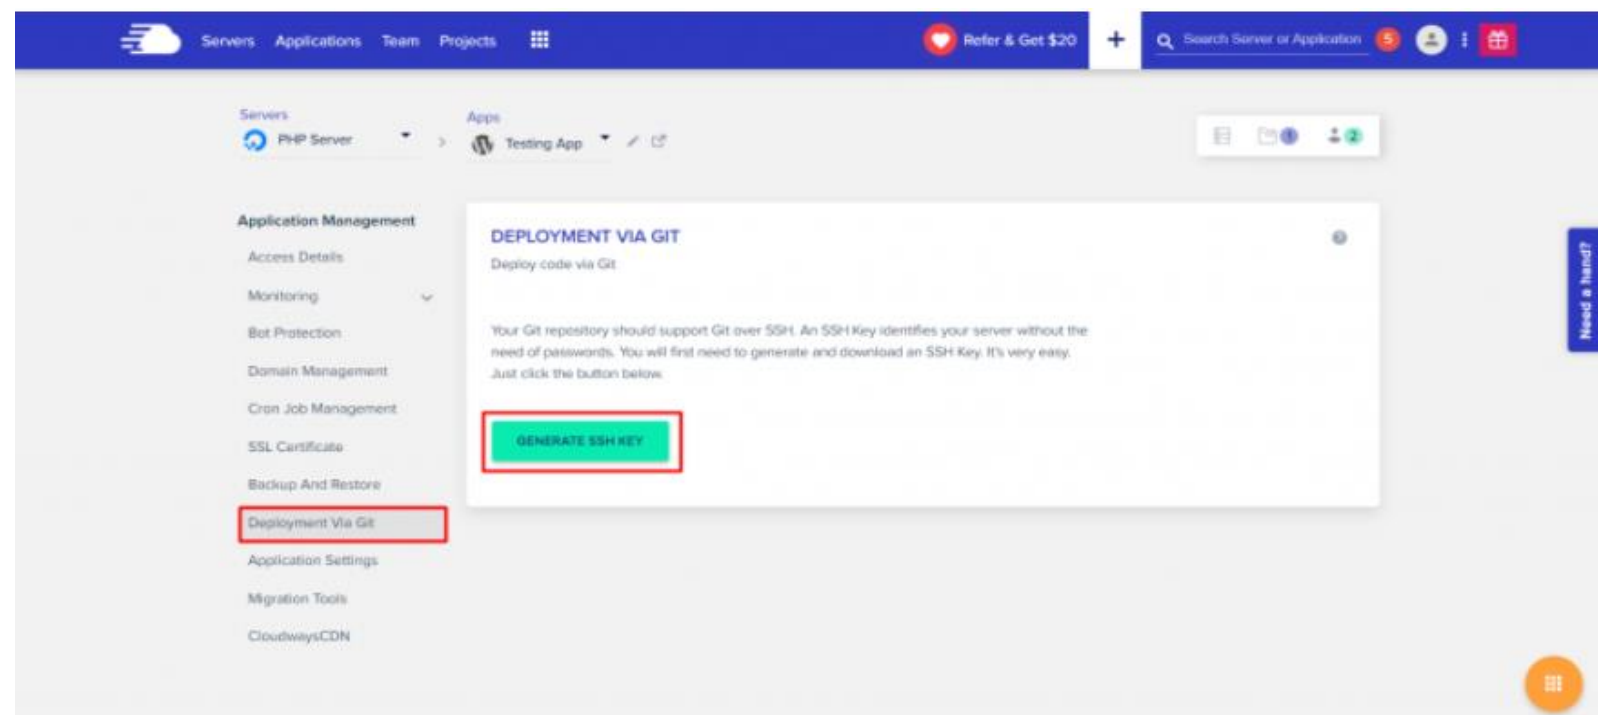 Servers Applications Team Projects
Refer & Get $20
+
Search Server or Application
5
Servers
PHP Server
>
Apps
Testing App
1
2
Application Management
Access Details
Monitoring
Bot Protection
Domain Management
Cron Job Management
SSL Certificate
Backup And Restore
Deployment Via Git
Application Settings
Migration Tools
CloudwaysCDN
DEPLOYMENT VIA GIT
Deploy code via Git
Your Git repository should support Git over SSH. An SSH Key identifies your server without the
need of passwords. You will first need to generate and download an SSH Key. It's very easy.
Just click the button below.
GENERATE SSH KEY
Need a hand?